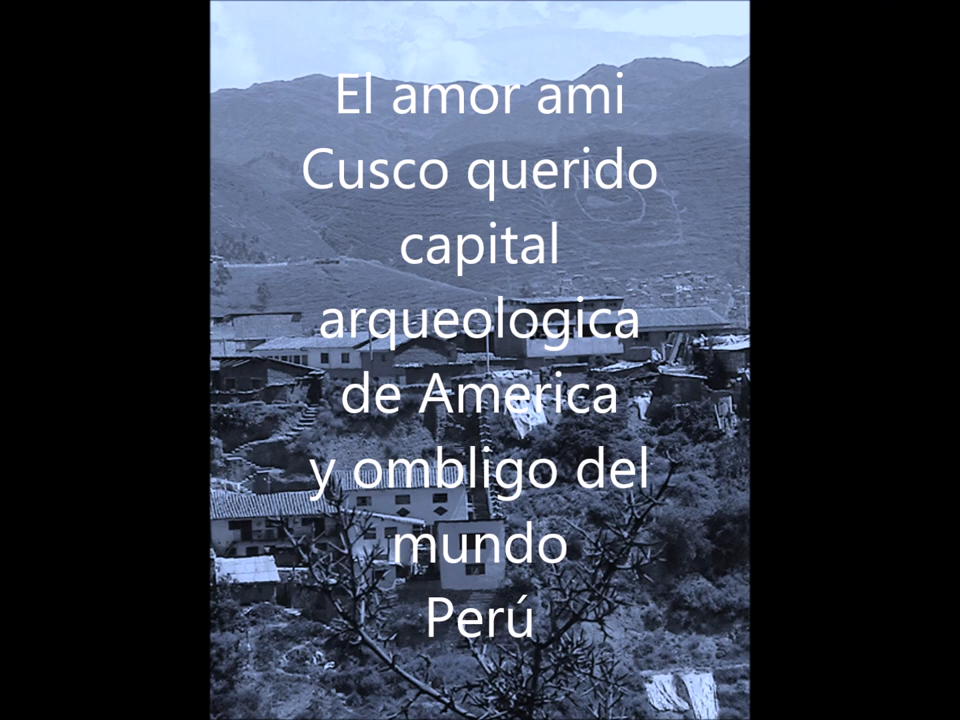 El amor ami
Cusco querido
capital
arqueologica
de America
y ombligo del
mundo
Perú